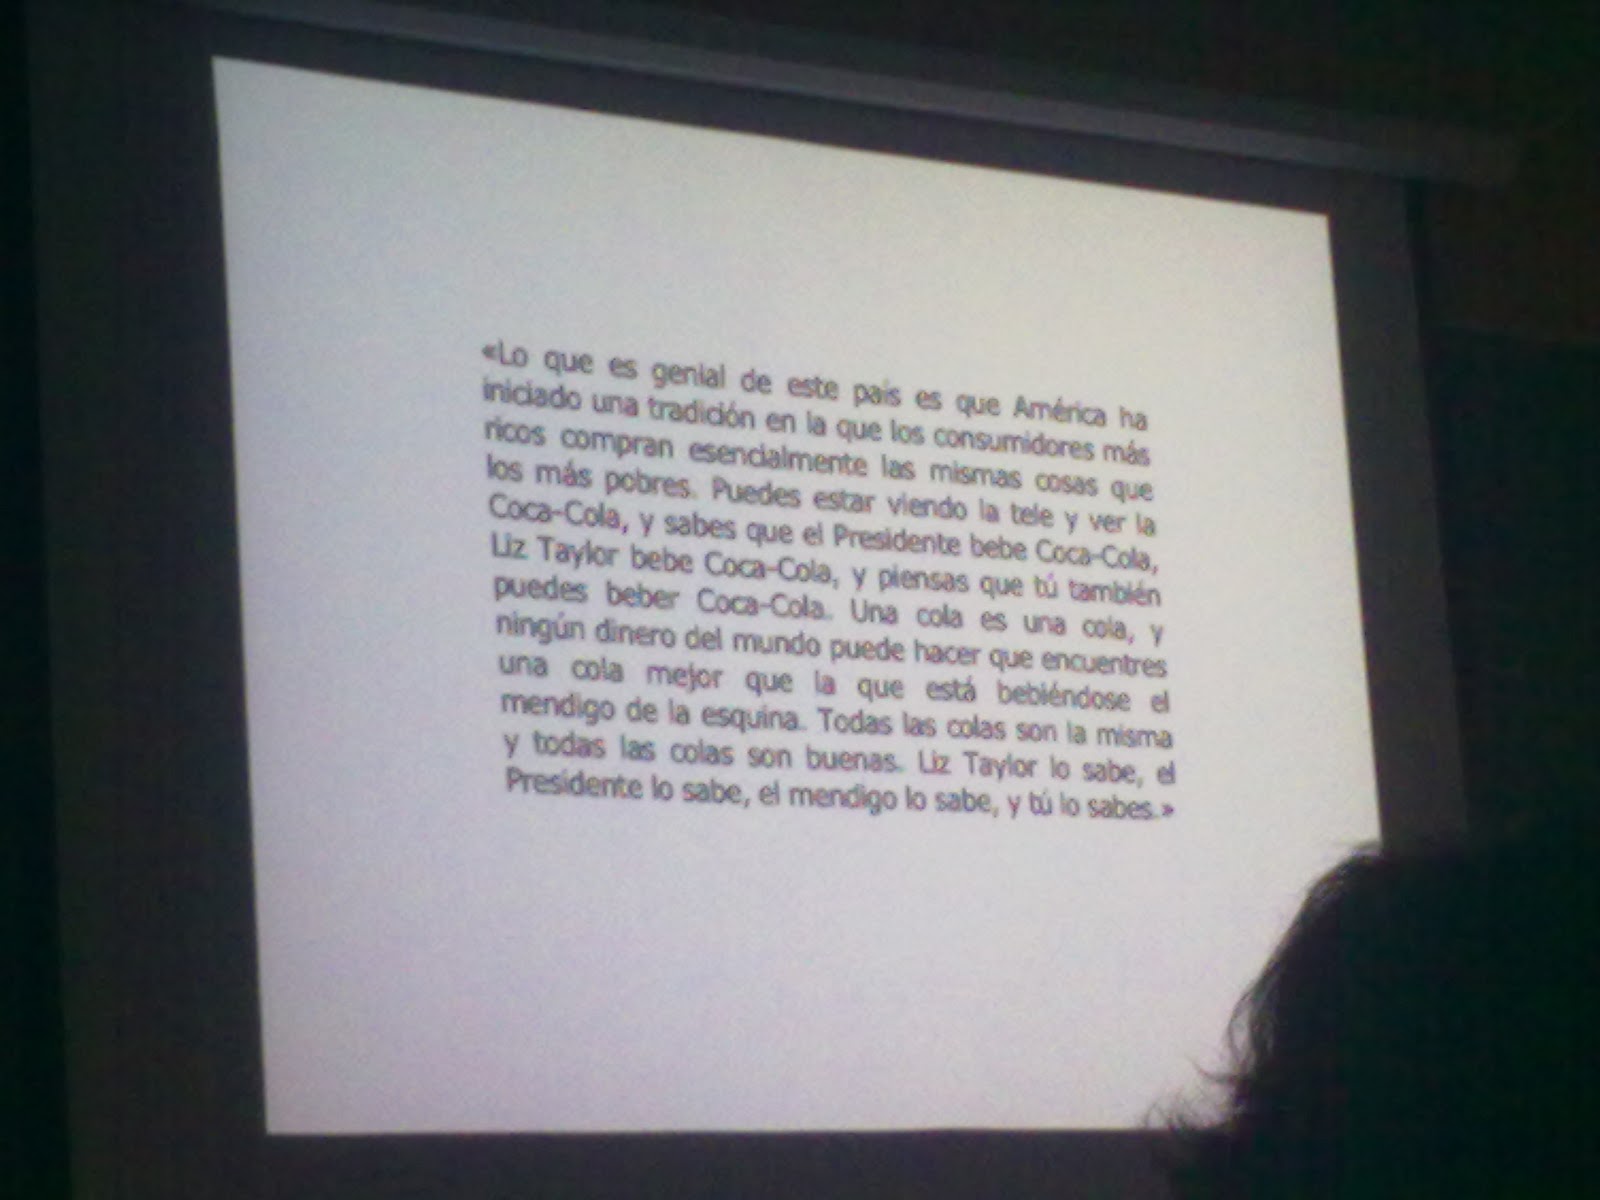 «Lo que es genial de este país es que América ha
iniciado una tradición en la que los consumidores más
ricos compran esencialmente las mismas cosas que
los más pobres. Puedes estar viendo la tele y ver la
Coca-Cola, y sabes que el Presidente bebe Coca-Cola,
Liz Taylor bebe Coca-Cola, y piensas que tú también
puedes beber Coca-Cola. Una cola es una cola, y
ningún dinero del mundo puede hacer que encuentres
una cola mejor que la que está bebiéndose el
mendigo de la esquina. Todas las colas son la misma
y todas las colas son buenas. Liz Taylor lo sabe, el
Presidente lo sabe, el mendigo lo sabe, y tú lo sabes.»